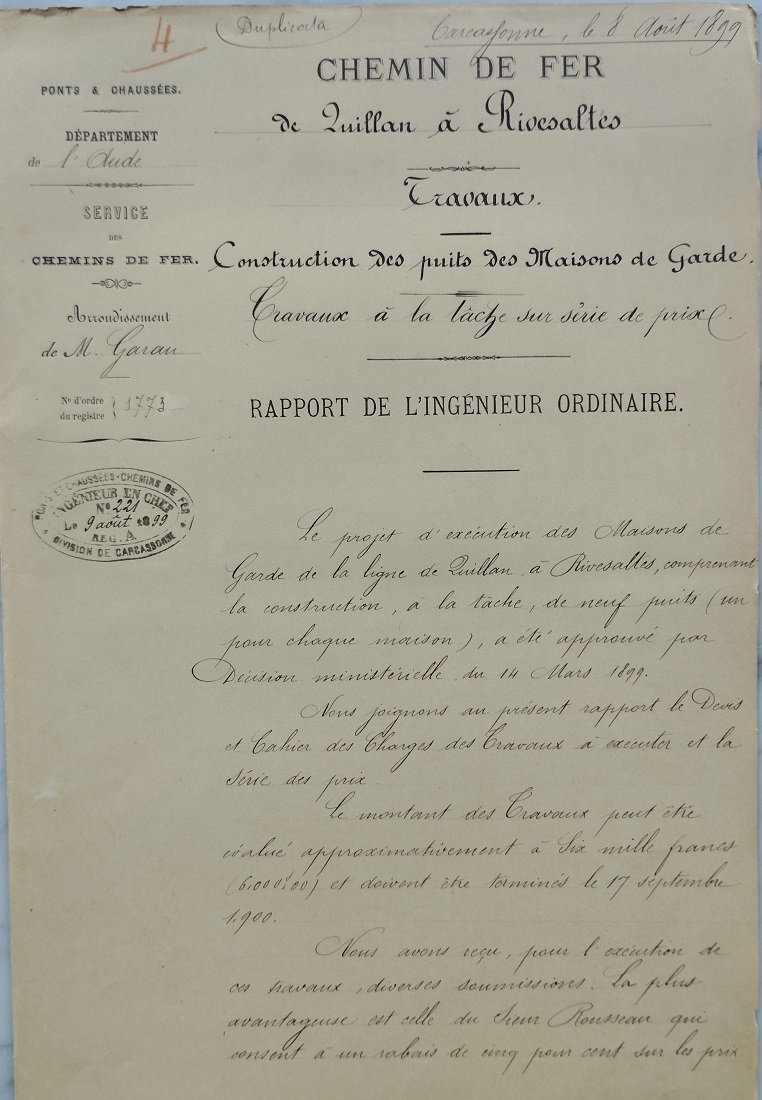 4
Duplicata
Carcassonne, le 8 Août 1899
PONTS & CHAUSSÉES.
DÉPARTEMENT
de l'Aude
SERVICE
DES
CHEMINS DE FER.
Arrondissement
de M. Garau
N° d'ordre
du registre } 1773
PONTS ET CHAUSSÉES - CHEMINS DE FER
INGÉNIEUR EN CHEF
N° 221
Le 9 août 1899
REG. A
DIVISION DE CARCASSONNE
CHEMIN DE FER
de Quillan à Rivesaltes
Travaux.
Construction des puits des Maisons de Garde.
Travaux à la tâche sur série de prix.
RAPPORT DE L'INGÉNIEUR ORDINAIRE.
Le projet d'exécution des Maisons de
Garde de la ligne de Quillan à Rivesaltes, comprenant
la construction, à la tâche, de neuf puits (un
pour chaque maison), a été approuvé par
Décision ministérielle du 14 Mars 1899.
Nous joignons au présent rapport le Devis
et Cahier des Charges des Travaux à exécuter et la
Série des prix.
Le montant des Travaux peut être
évalué approximativement à Six mille francs
(6.000f00) et doivent être terminés le 17 septembre
1.900.
Nous avons reçu, pour l'exécution de
ces travaux, diverses soumissions. La plus
avantageuse est celle du Sieur Rousseau qui
consent à un rabais de cinq pour cent sur les prix